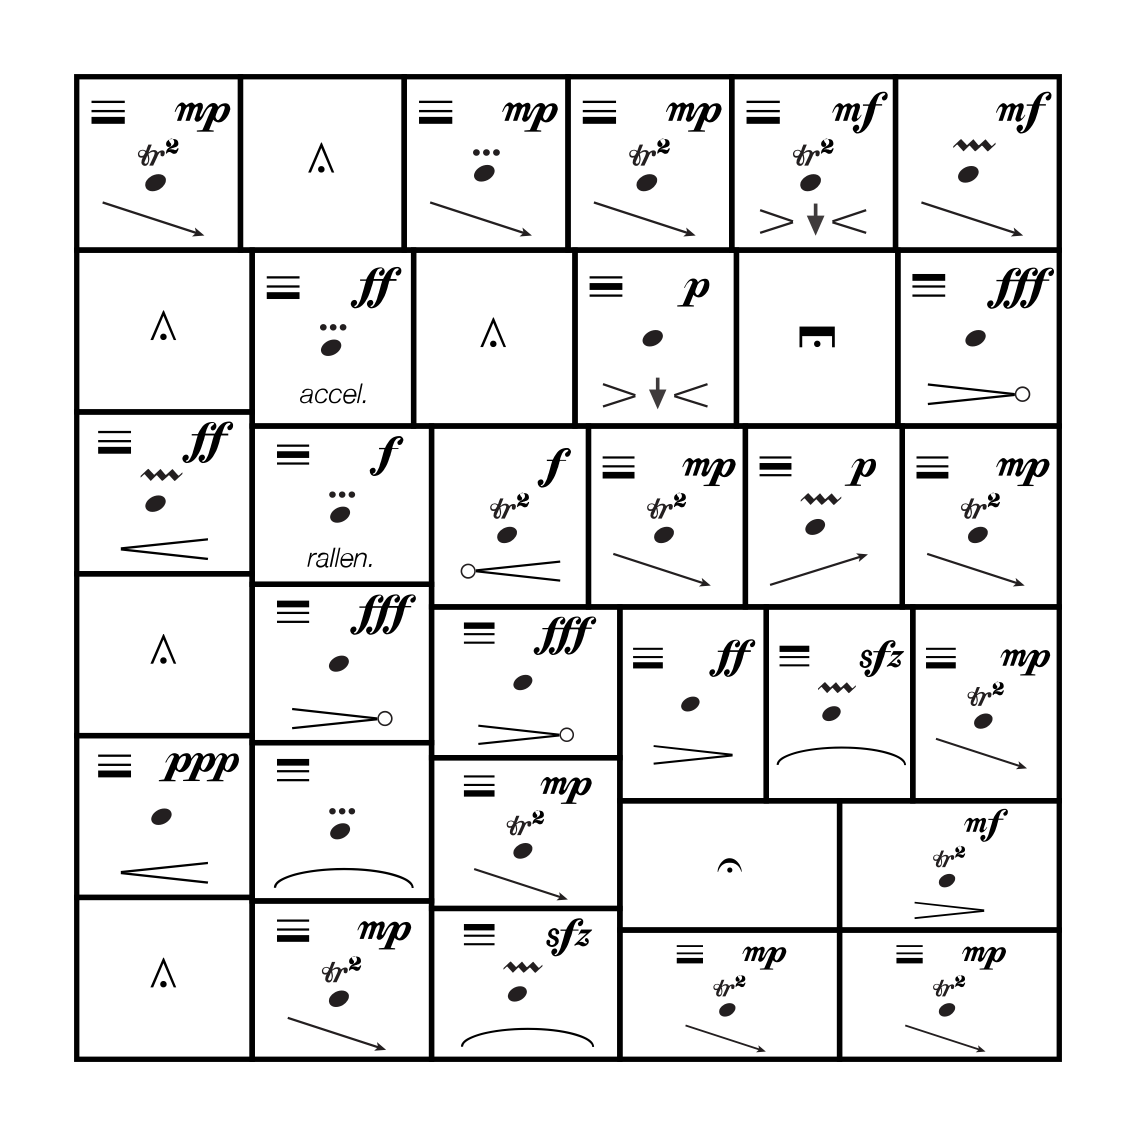 mp mp mp mf mf
tr2 tr2 tr2
ff p fff
accel.
ff f f mp p mp
tr2 tr2 tr2
rallen.
fff fff ff sfz mp
tr2
ppp mp mf
tr2 tr2
mp sfz mp mp
tr2 tr2 tr2